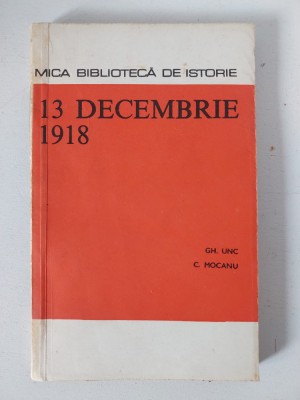 MICA BIBLIOTECĂ DE ISTORIE
13 DECEMBRIE
1918
GH. UNC
C. MOCANU